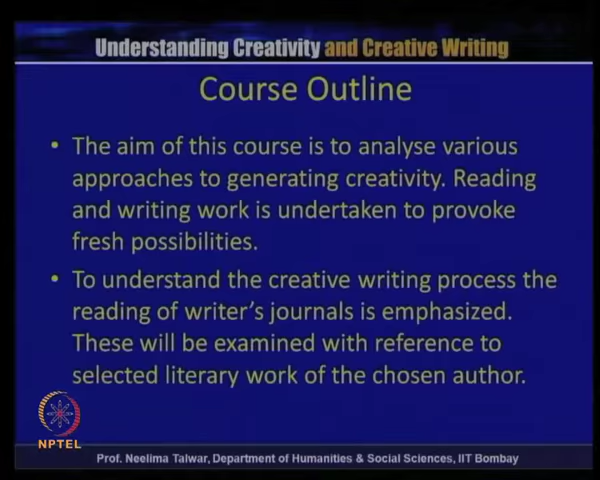 Understanding Creativity and Creative Writing
Course Outline
• The aim of this course is to analyse various
approaches to generating creativity. Reading
and writing work is undertaken to provoke
fresh possibilities.
• To understand the creative writing process the
reading of writer's journals is emphasized.
These will be examined with reference to
selected literary work of the chosen author.
NPTEL
Prof. Neelima Talwar, Department of Humanities & Social Sciences, IIT Bombay